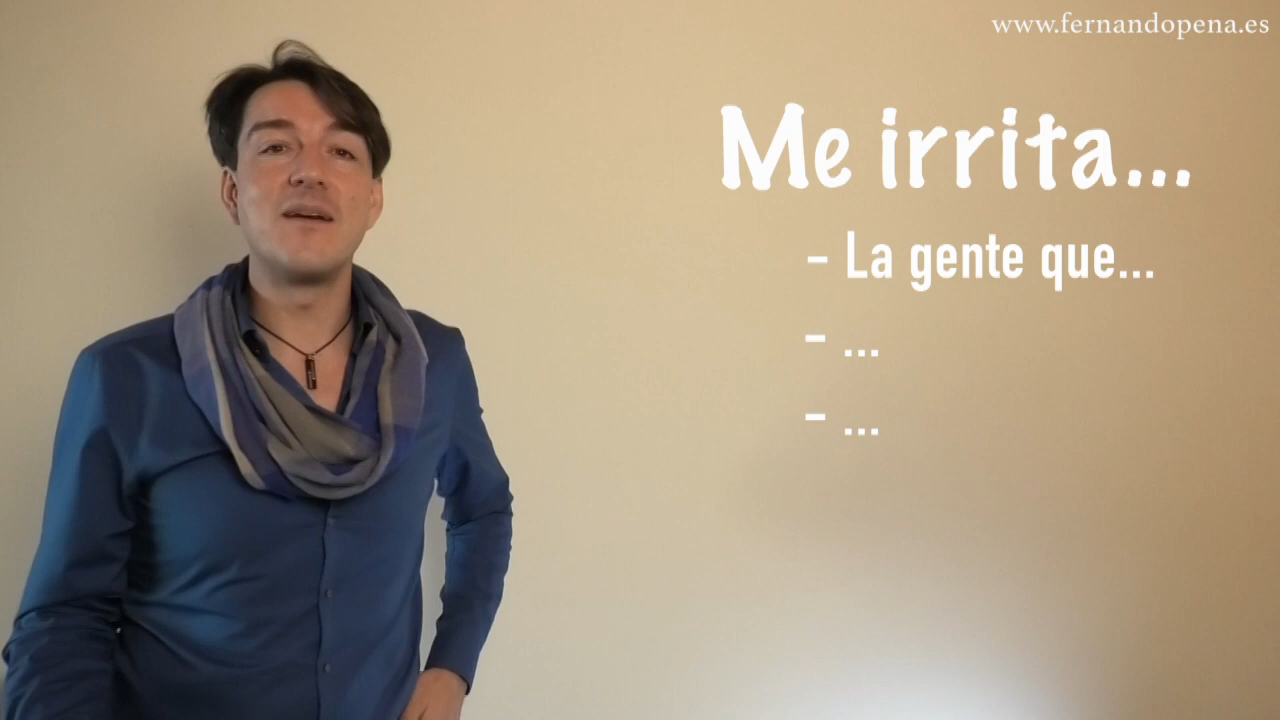 www.fernandopena.es
Me irrita...
- La gente que...
- ...
- ...